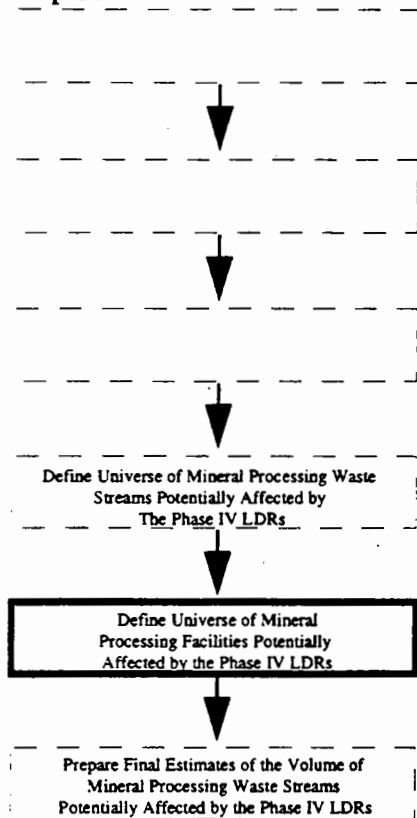 Define Universe of Mineral Processing Waste
Streams Potentially Affected by
The Phase IV LDRs
Define Universe of Mineral
Processing Facilities Potentially
Affected by the Phase IV LDRs
Prepare Final Estimates of the Volume of
Mineral Processing Waste Streams
Potentially Affected by the Phase IV LDRs